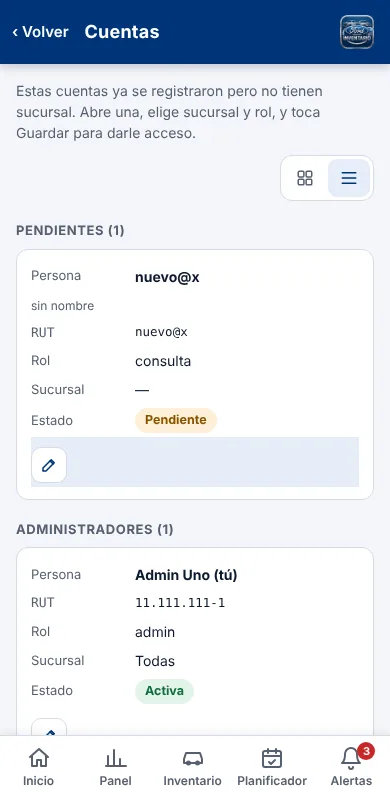 ‹ Volver Cuentas
Estas cuentas ya se registraron pero no tienen
sucursal. Abre una, elige sucursal y rol, y toca
Guardar para darle acceso.
PENDIENTES (1)
Persona nuevo@x
sin nombre
RUT nuevo@x
Rol consulta
Sucursal —
Estado Pendiente
ADMINISTRADORES (1)
Persona Admin Uno (tú)
RUT 11.111.111-1
Rol admin
Sucursal Todas
Estado Activa
3
Inicio Panel Inventario Planificador Alertas